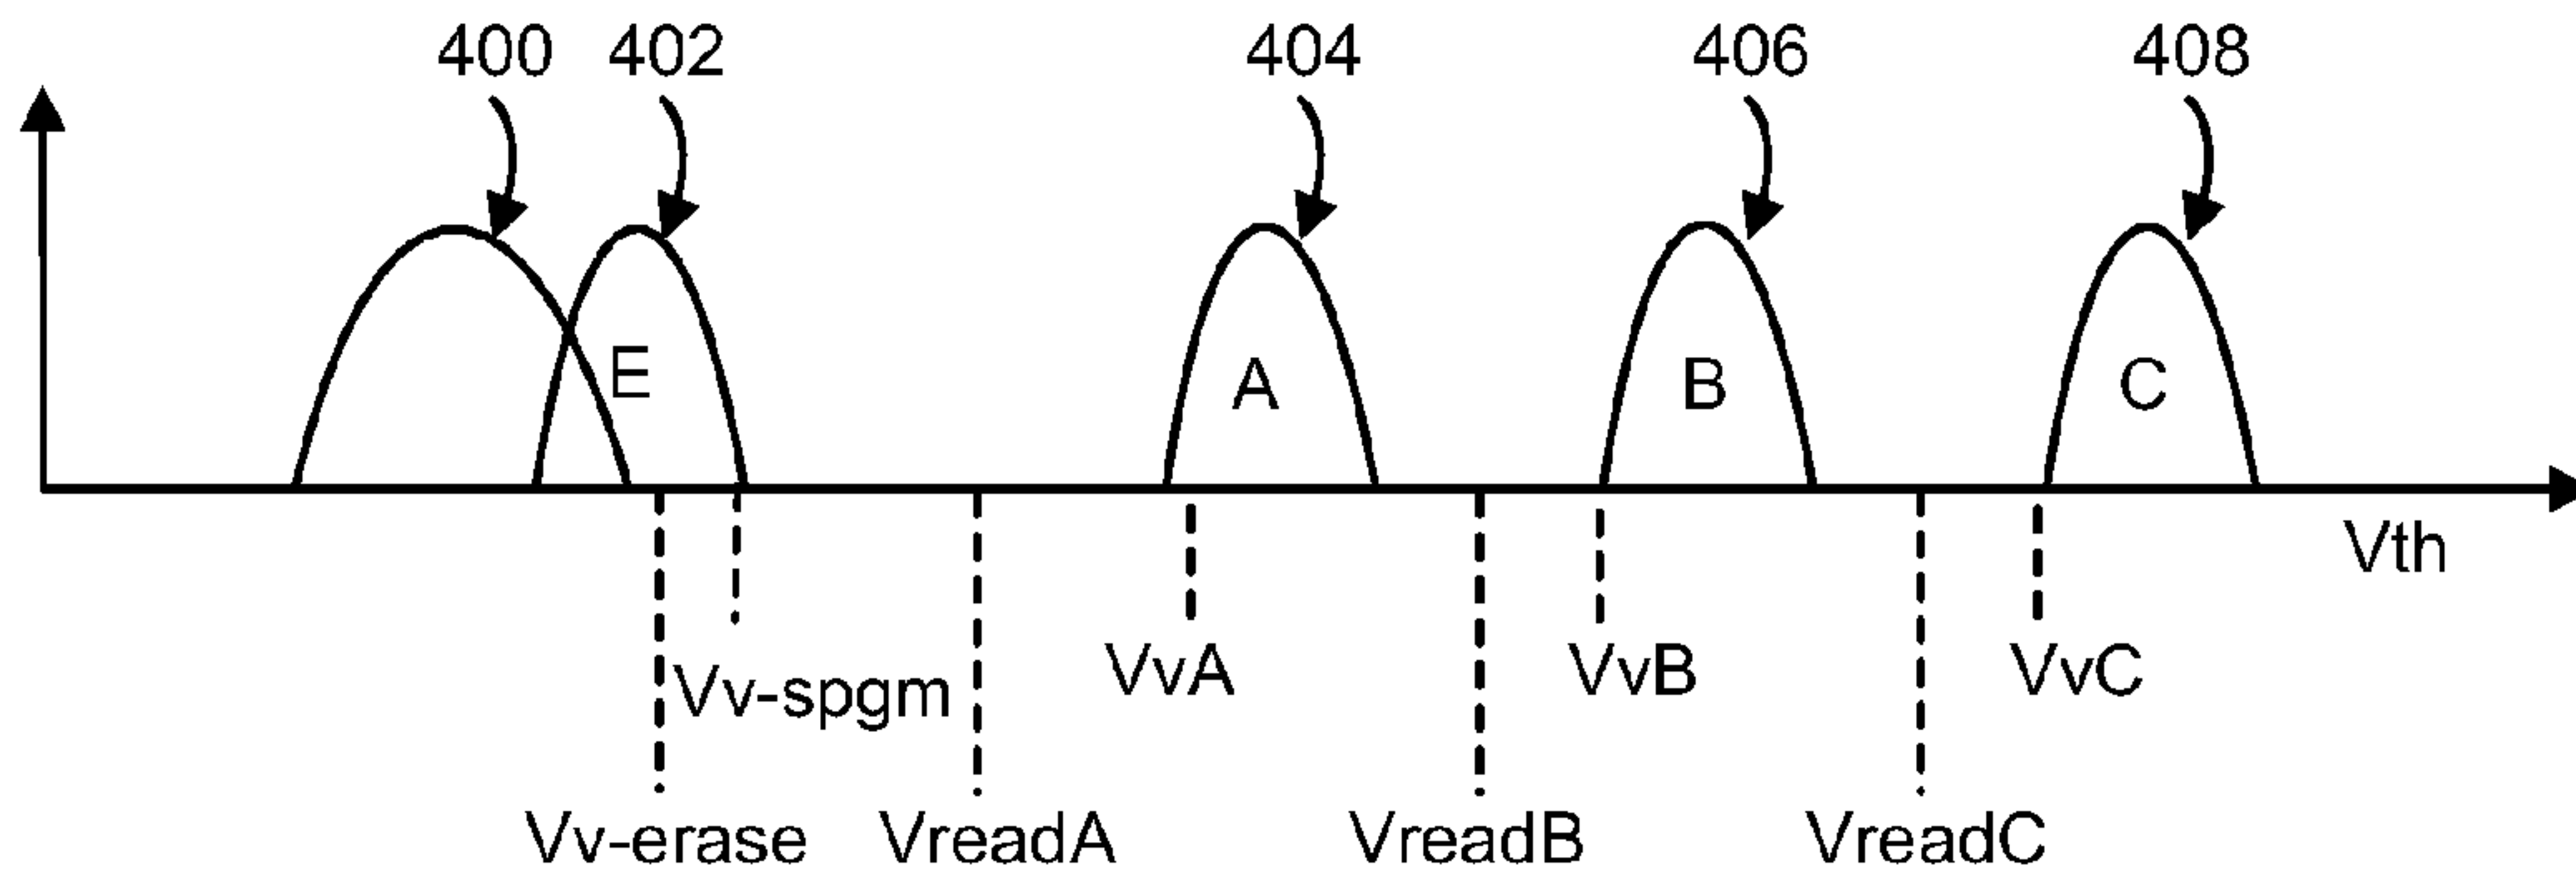 400 402 404 406 408
E A B C
Vth
Vv-spgm VvA VvB VvC
Vv-erase VreadA VreadB VreadC